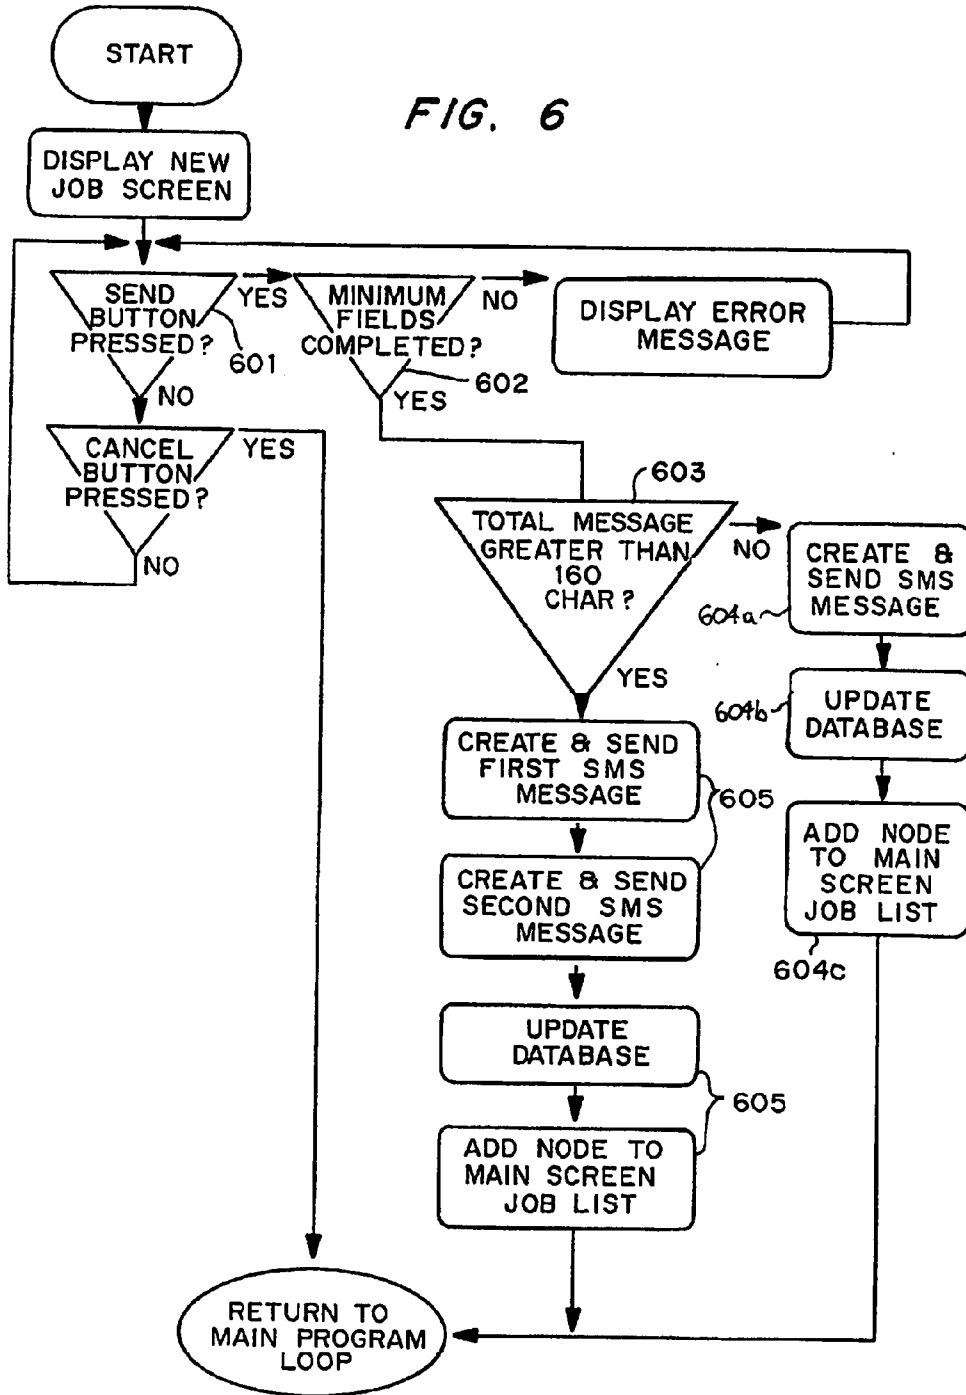 START
FIG. 6
DISPLAY NEW
JOB SCREEN
SEND
BUTTON
PRESSED?
YES
601
NO
MINIMUM
FIELDS
COMPLETED?
NO
602
YES
DISPLAY ERROR
MESSAGE
CANCEL
BUTTON
PRESSED?
YES
NO
603
TOTAL MESSAGE
GREATER THAN
160
CHAR?
NO
YES
CREATE &
SEND SMS
MESSAGE
604a
UPDATE
DATABASE
604b
ADD NODE
TO MAIN
SCREEN
JOB LIST
604c
CREATE & SEND
FIRST SMS
MESSAGE
605
CREATE & SEND
SECOND SMS
MESSAGE
UPDATE
DATABASE
605
ADD NODE TO
MAIN SCREEN
JOB LIST
RETURN TO
MAIN PROGRAM
LOOP